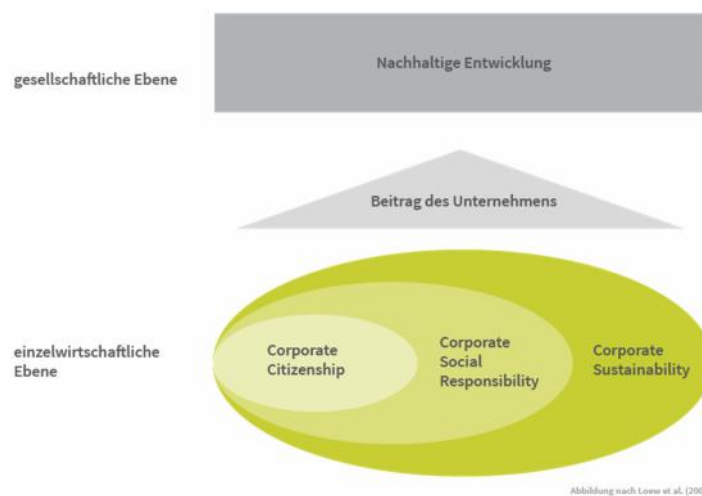 Nachhaltige Entwicklung
gesellschaftliche Ebene
Beitrag des Unternehmens
einzelwirtschaftliche
Ebene
Corporate
Citizenship
Corporate
Social
Responsibility
Corporate
Sustainability
Abbildung nach Loew et al.